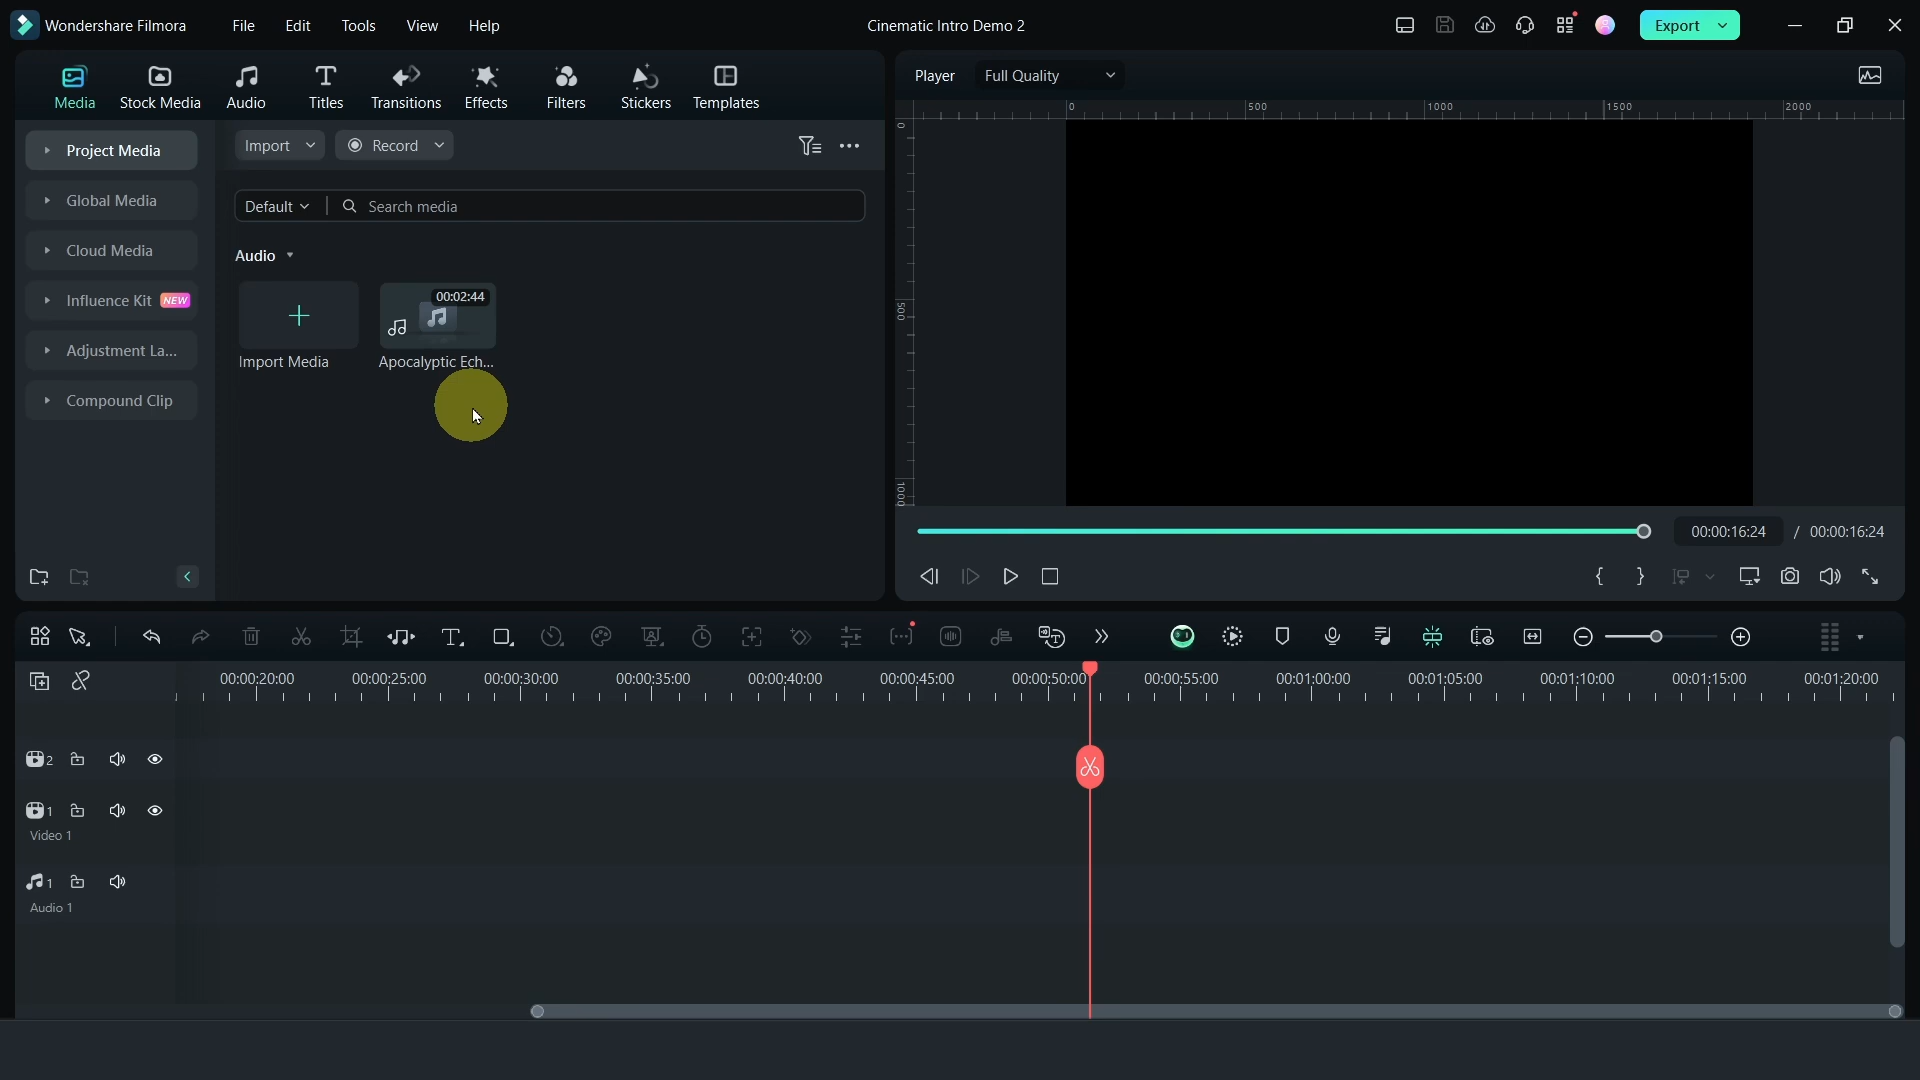 Wondershare Filmora
File Edit Tools View Help
Cinematic Intro Demo 2
Export
Media Stock Media Audio Titles Transitions Effects Filters Stickers Templates
Player Full Quality
0 500 1000 1500 2000
0
500
1000
Project Media
Global Media
Cloud Media
Influence Kit NEW
Adjustment La...
Compound Clip
Import Record
Default Search media
Audio
00:02:44
Import Media Apocalyptic Ech...
00:00:16:24 / 00:00:16:24
00:00:20:00 00:00:25:00 00:00:30:00 00:00:35:00 00:00:40:00 00:00:45:00 00:00:50:00 00:00:55:00 00:01:00:00 00:01:05:00 00:01:10:00 00:01:15:00 00:01:20:00
2
1
Video 1
1
Audio 1